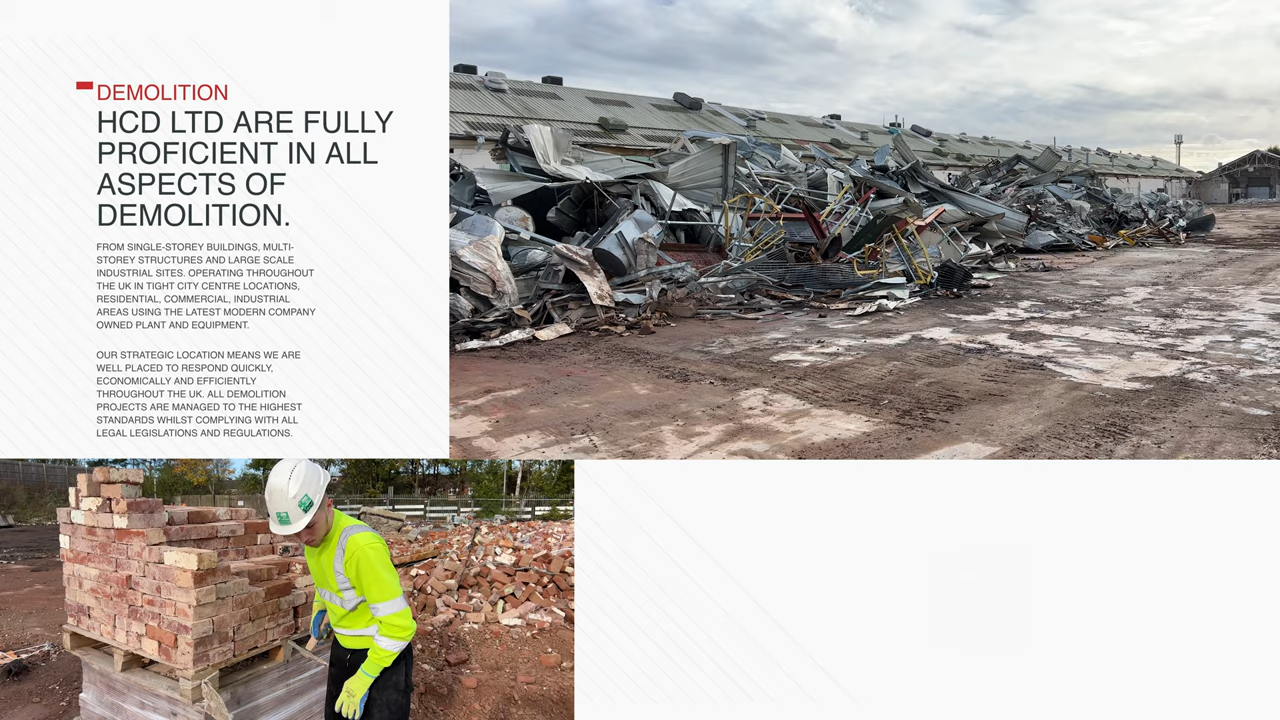 DEMOLITION
HCD LTD ARE FULLY
PROFICIENT IN ALL
ASPECTS OF
DEMOLITION.
FROM SINGLE-STOREY BUILDINGS, MULTI-
STOREY STRUCTURES AND LARGE SCALE
INDUSTRIAL SITES. OPERATING THROUGHOUT
THE UK IN TIGHT CITY CENTRE LOCATIONS,
RESIDENTIAL, COMMERCIAL, INDUSTRIAL
AREAS USING THE LATEST MODERN COMPANY
OWNED PLANT AND EQUIPMENT.
OUR STRATEGIC LOCATION MEANS WE ARE
WELL PLACED TO RESPOND QUICKLY,
ECONOMICALLY AND EFFICIENTLY
THROUGHOUT THE UK. ALL DEMOLITION
PROJECTS ARE MANAGED TO THE HIGHEST
STANDARDS WHILST COMPLYING WITH ALL
LEGAL LEGISLATIONS AND REGULATIONS.